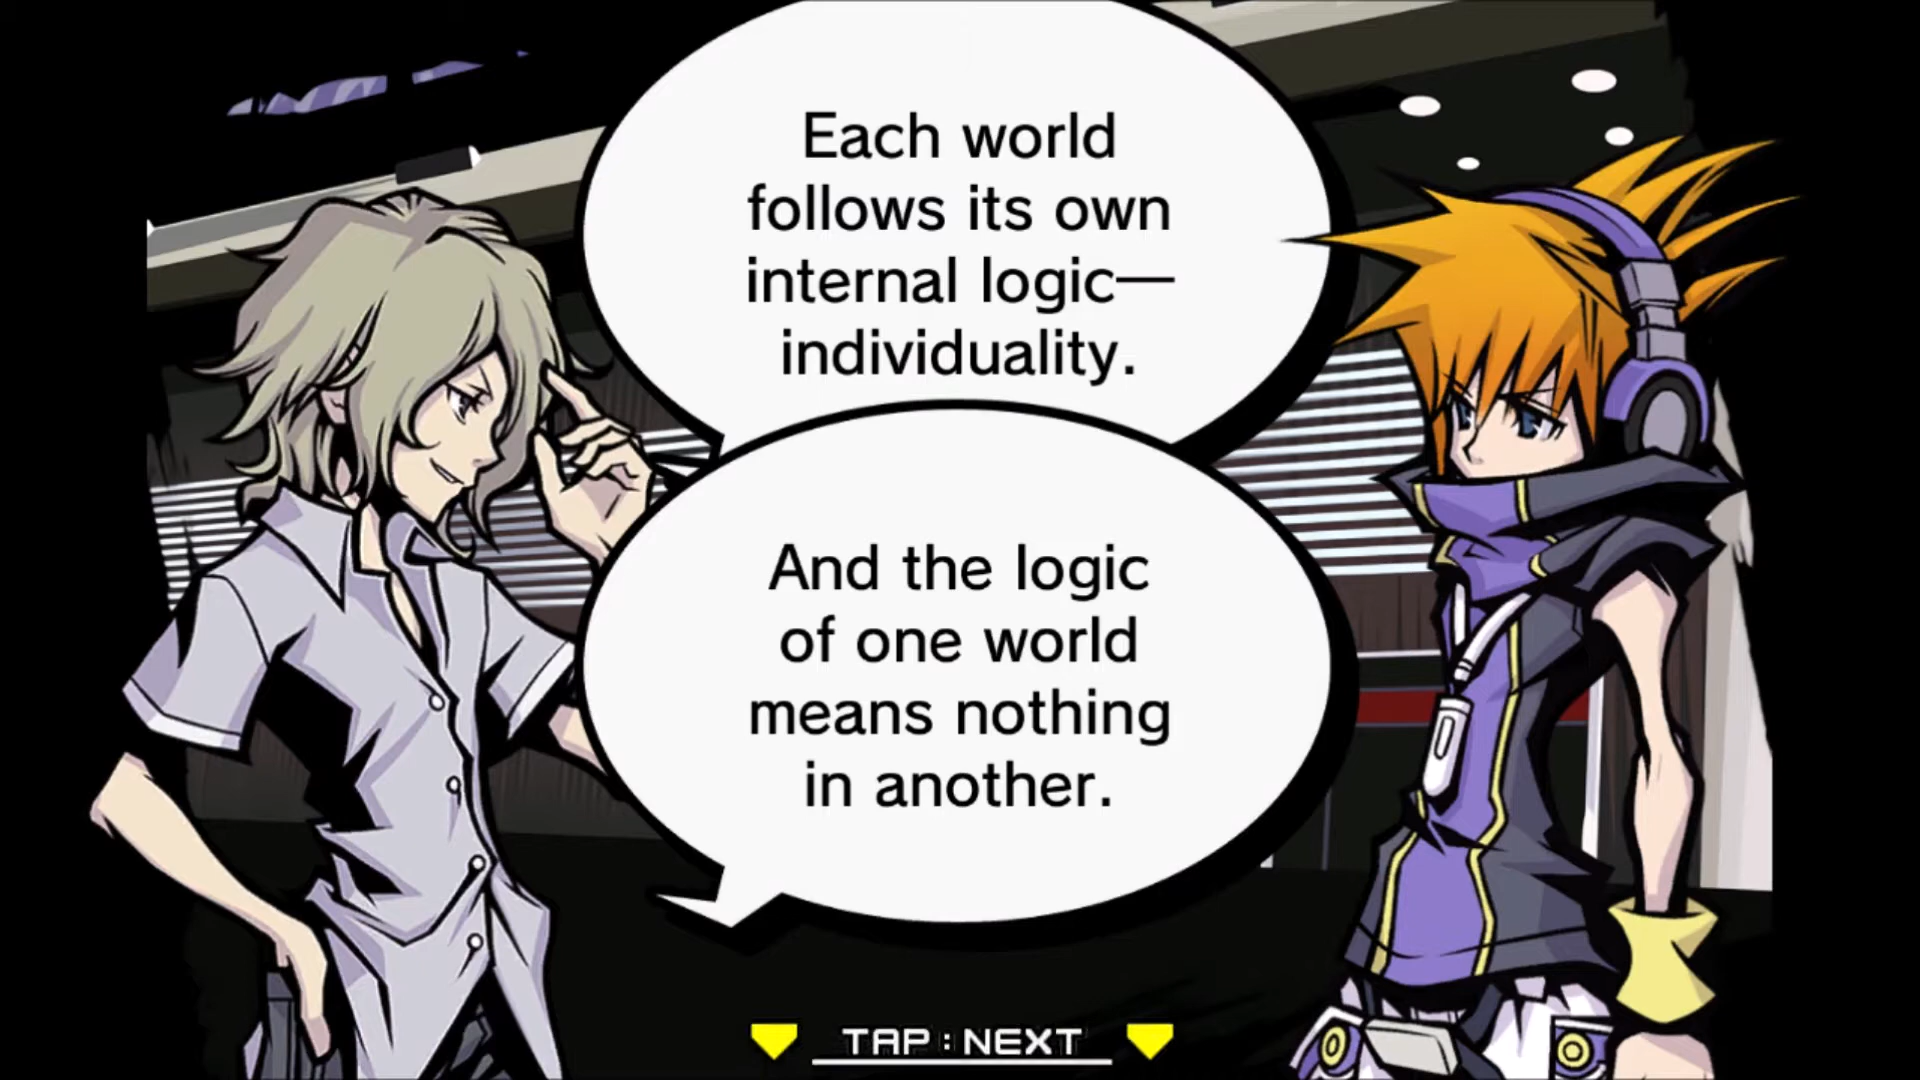 Each world
follows its own
internal logic—
individuality.
And the logic
of one world
means nothing
in another.
TAP : NEXT